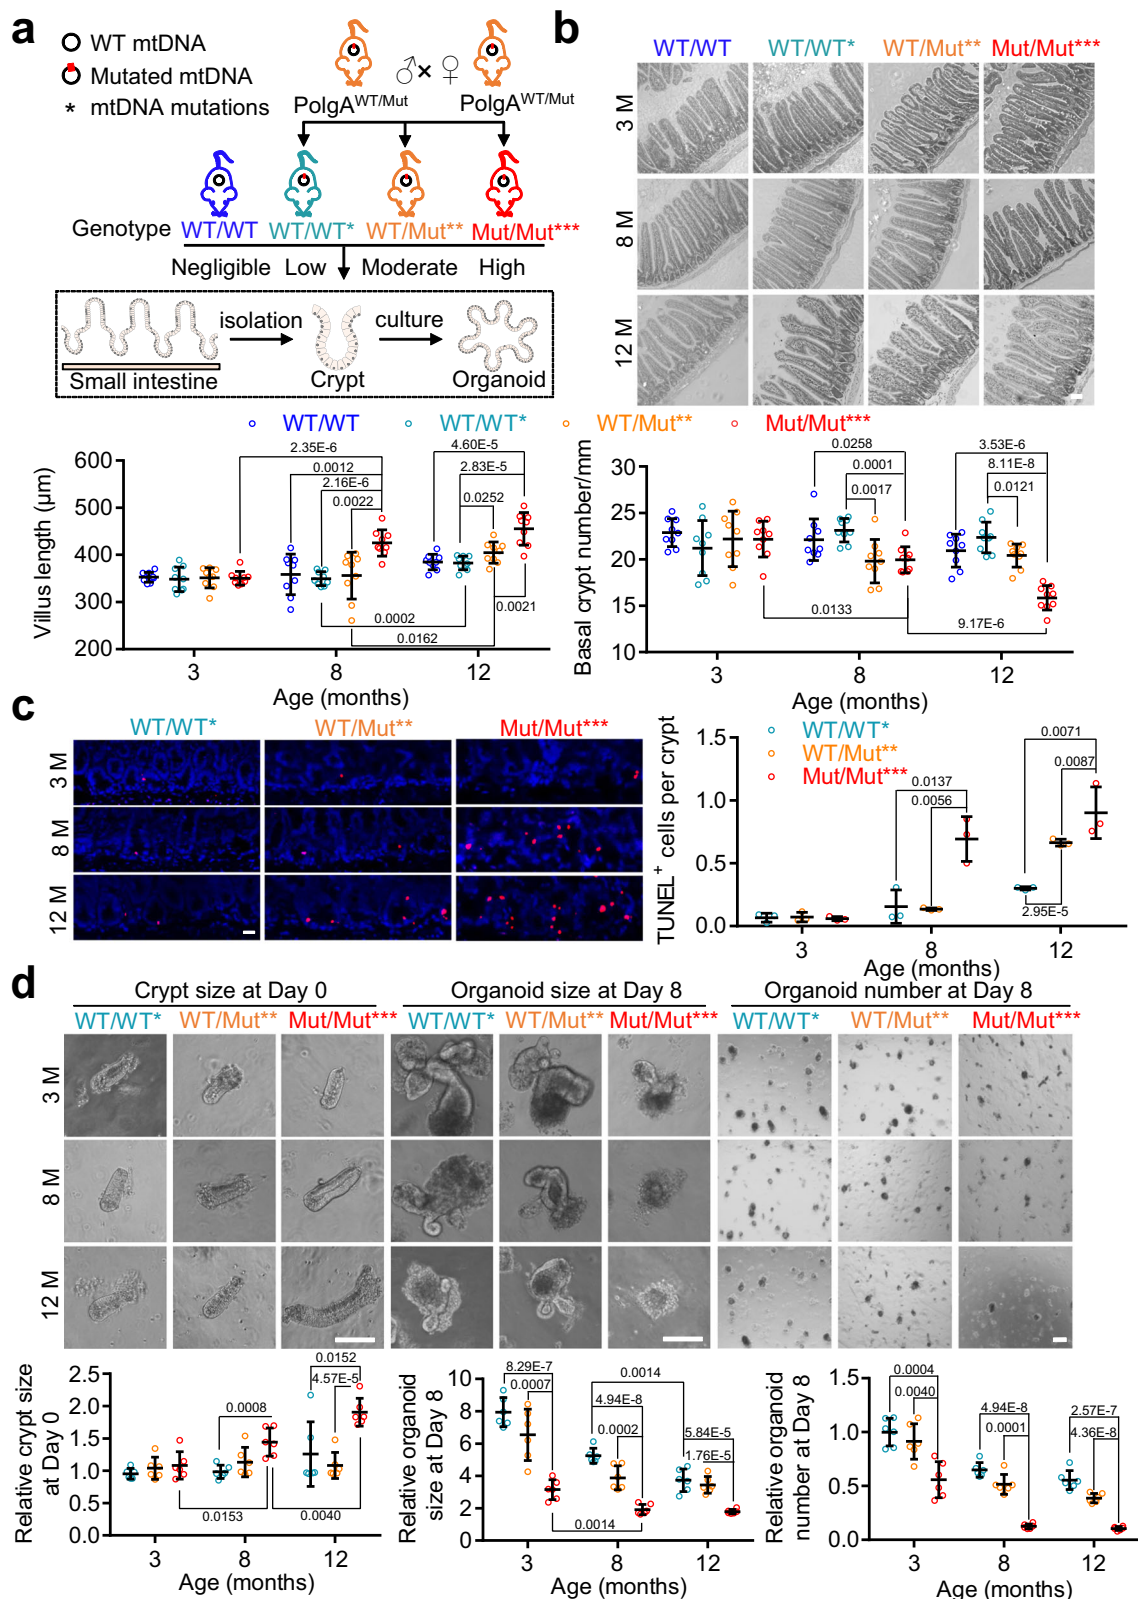 a
WT mtDNA
Mutated mtDNA
* mtDNA mutations
♂ × ♀
PolgA^WT/Mut PolgA^WT/Mut
Genotype WT/WT WT/WT* WT/Mut** Mut/Mut***
Negligible Low Moderate High
isolation culture
Small intestine Crypt Organoid
b
WT/WT WT/WT* WT/Mut** Mut/Mut***
3 M
8 M
12 M
WT/WT WT/WT* WT/Mut** Mut/Mut***
Villus length (μm)
600
500
400
300
200
2.35E-6
0.0012
2.16E-6
0.0022
4.60E-5
2.83E-5
0.0252
0.0002
0.0162
0.0021
3 8 12
Age (months)
Basal crypt number/mm
30
25
20
15
10
0.0258
0.0001
0.0017
3.53E-6
8.11E-8
0.0121
0.0133
9.17E-6
3 8 12
Age (months)
c
WT/WT* WT/Mut** Mut/Mut***
3 M
8 M
12 M
TUNEL+ cells per crypt
1.5
1.0
0.5
0.0
WT/WT*
WT/Mut**
Mut/Mut***
0.0137
0.0056
0.0071
0.0087
2.95E-5
3 8 12
Age (months)
d
Crypt size at Day 0 Organoid size at Day 8 Organoid number at Day 8
WT/WT* WT/Mut** Mut/Mut*** WT/WT* WT/Mut** Mut/Mut*** WT/WT* WT/Mut** Mut/Mut***
3 M
8 M
12 M
Relative crypt size
at Day 0
2.5
2.0
1.5
1.0
0.5
0.0
0.0008
0.0152
4.57E-5
0.0153
0.0040
3 8 12
Age (months)
Relative organoid
size at Day 8
10
8
6
4
2
0
8.29E-7
0.0007
0.0014
4.94E-8
0.0002
5.84E-5
1.76E-5
0.0014
3 8 12
Age (months)
Relative organoid
number at Day 8
1.5
1.0
0.5
0.0
0.0004
0.0040
4.94E-8
0.0001
2.57E-7
4.36E-8
3 8 12
Age (months)